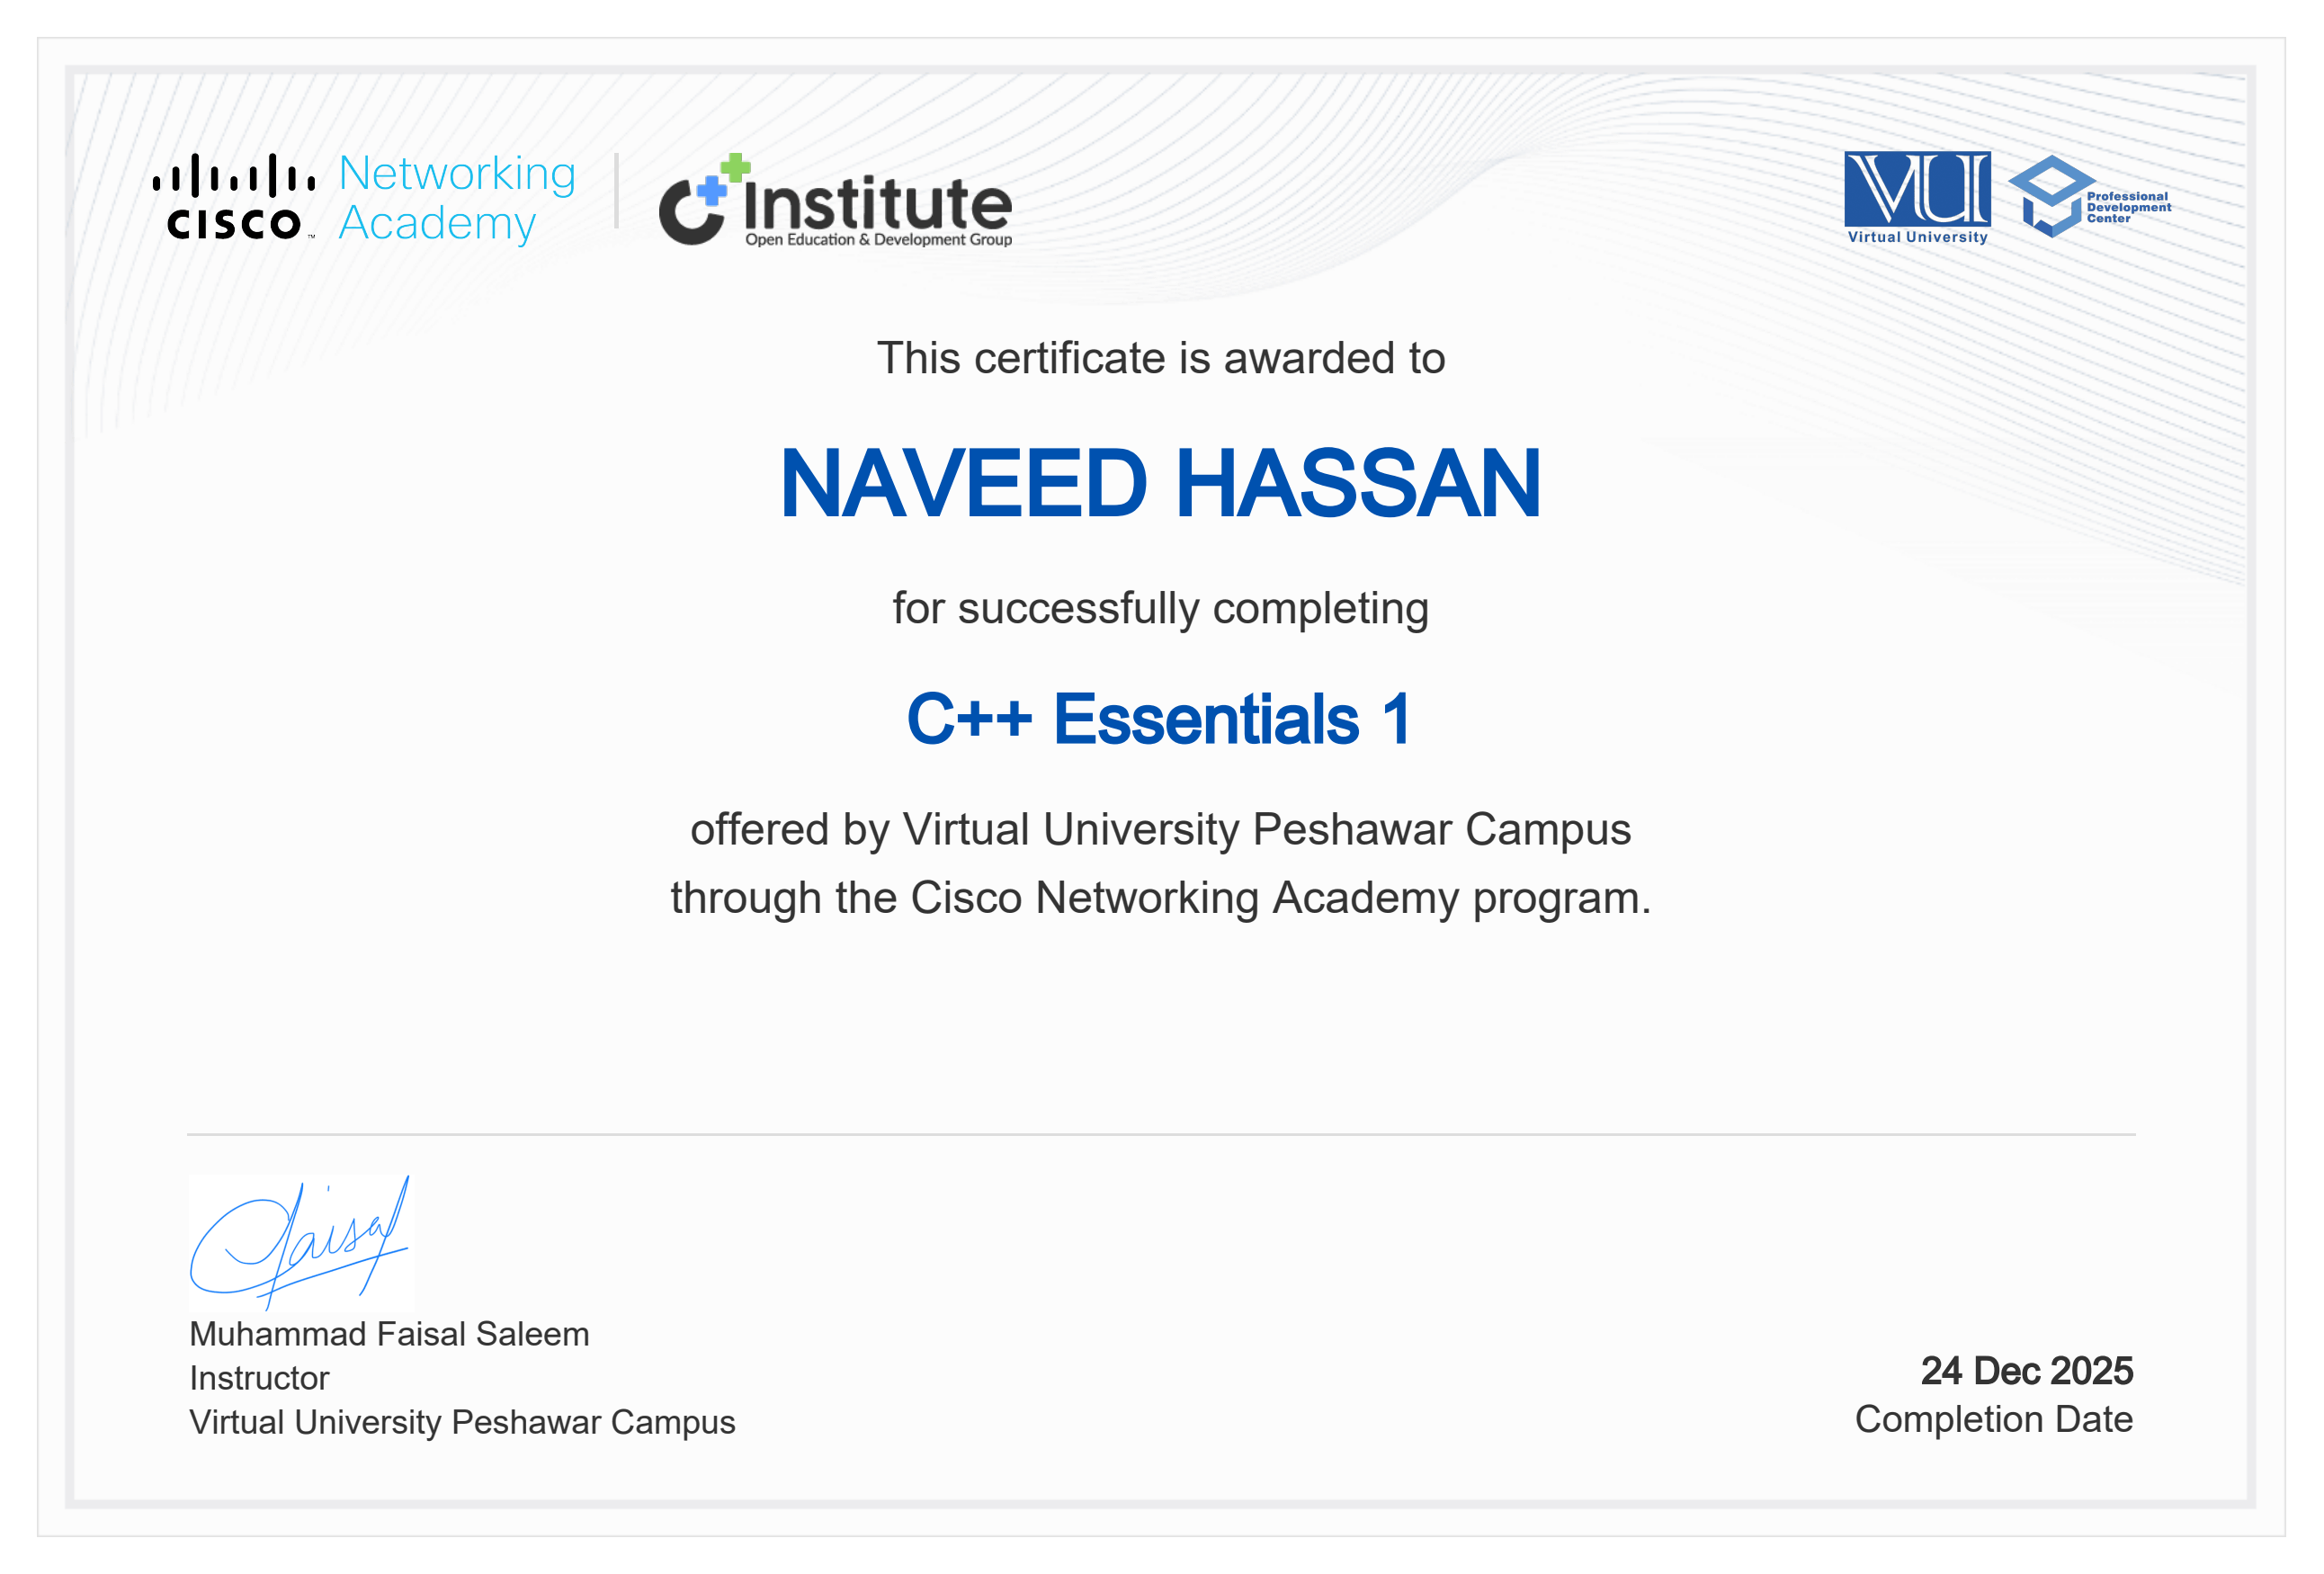 CISCO
™
Networking
Academy
C++ Institute
Open Education & Development Group
VU
Virtual University
Professional
Development
Center
This certificate is awarded to
NAVEED HASSAN
for successfully completing
C++ Essentials 1
offered by Virtual University Peshawar Campus
through the Cisco Networking Academy program.
Faisal
Muhammad Faisal Saleem
Instructor
Virtual University Peshawar Campus
24 Dec 2025
Completion Date